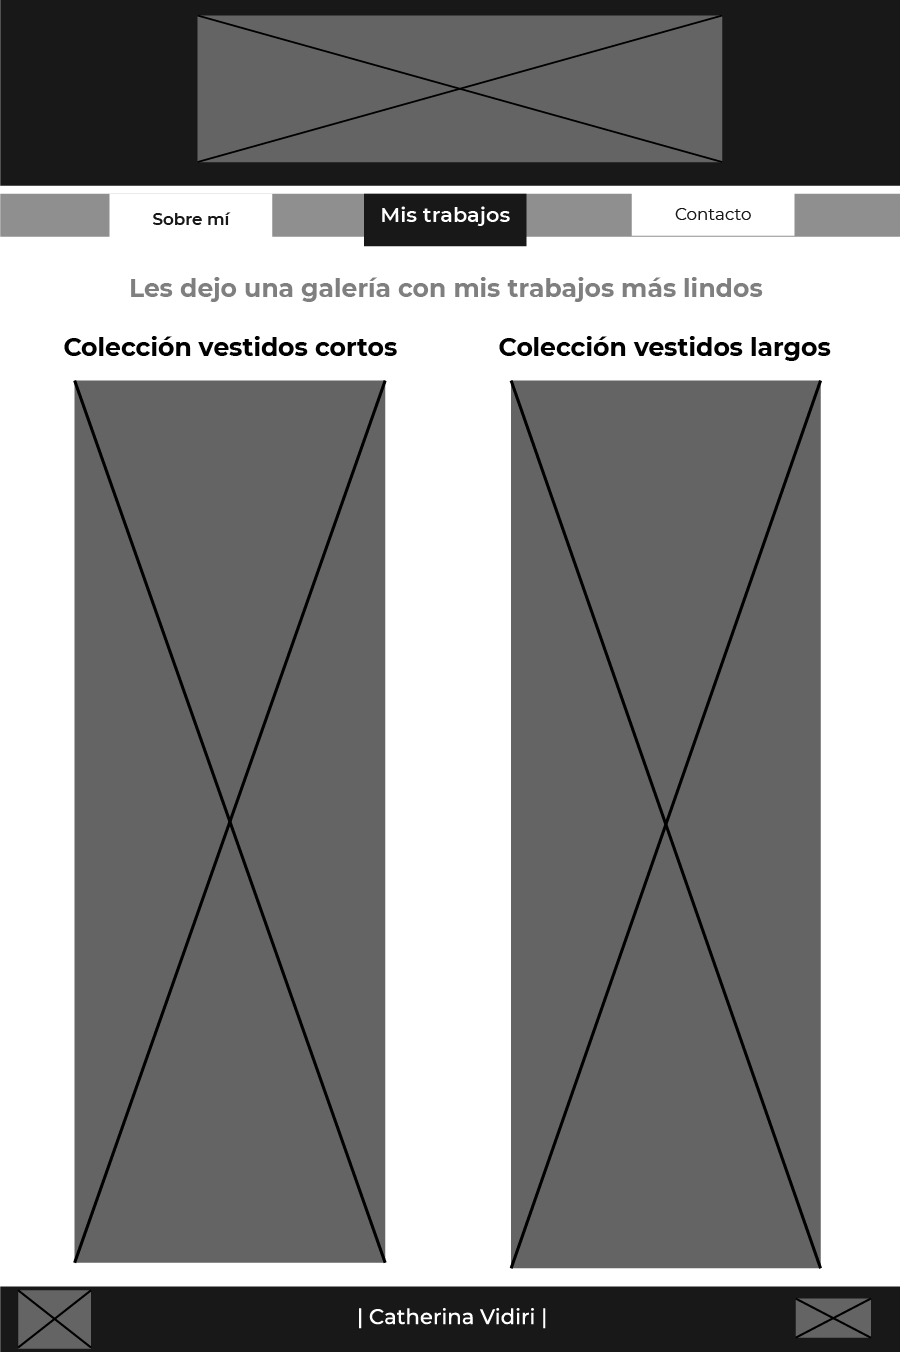 Sobre mí
Mis trabajos
Contacto
Les dejo una galería con mis trabajos más lindos
Colección vestidos cortos
Colección vestidos largos
| Catherina Vidiri |